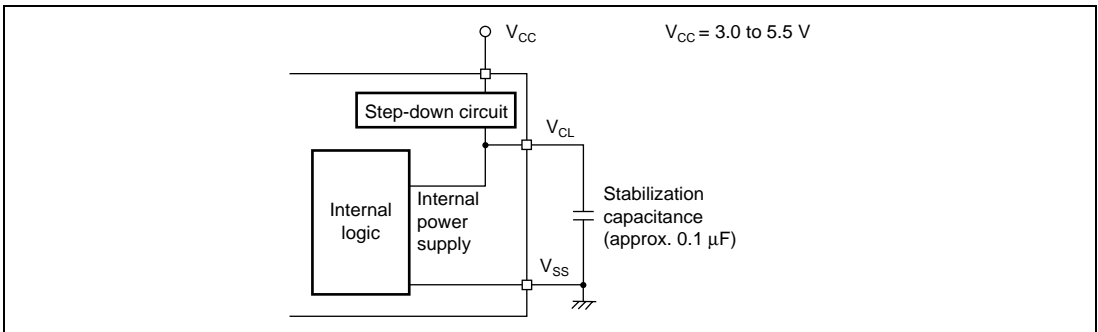 V_CC
V_CC = 3.0 to 5.5 V
Step-down circuit
V_CL
Internal
logic
Internal
power
supply
Stabilization
capacitance
(approx. 0.1 μF)
V_SS